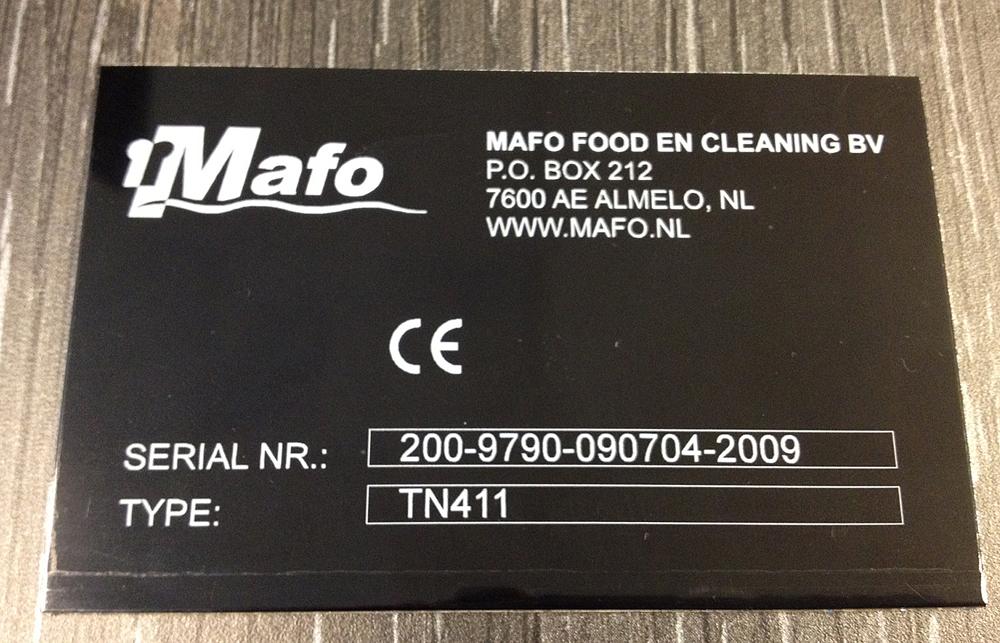 Mafo
MAFO FOOD EN CLEANING BV
P.O. BOX 212
7600 AE ALMELO, NL
WWW.MAFO.NL
CE
SERIAL NR.: 200-9790-090704-2009
TYPE: TN411